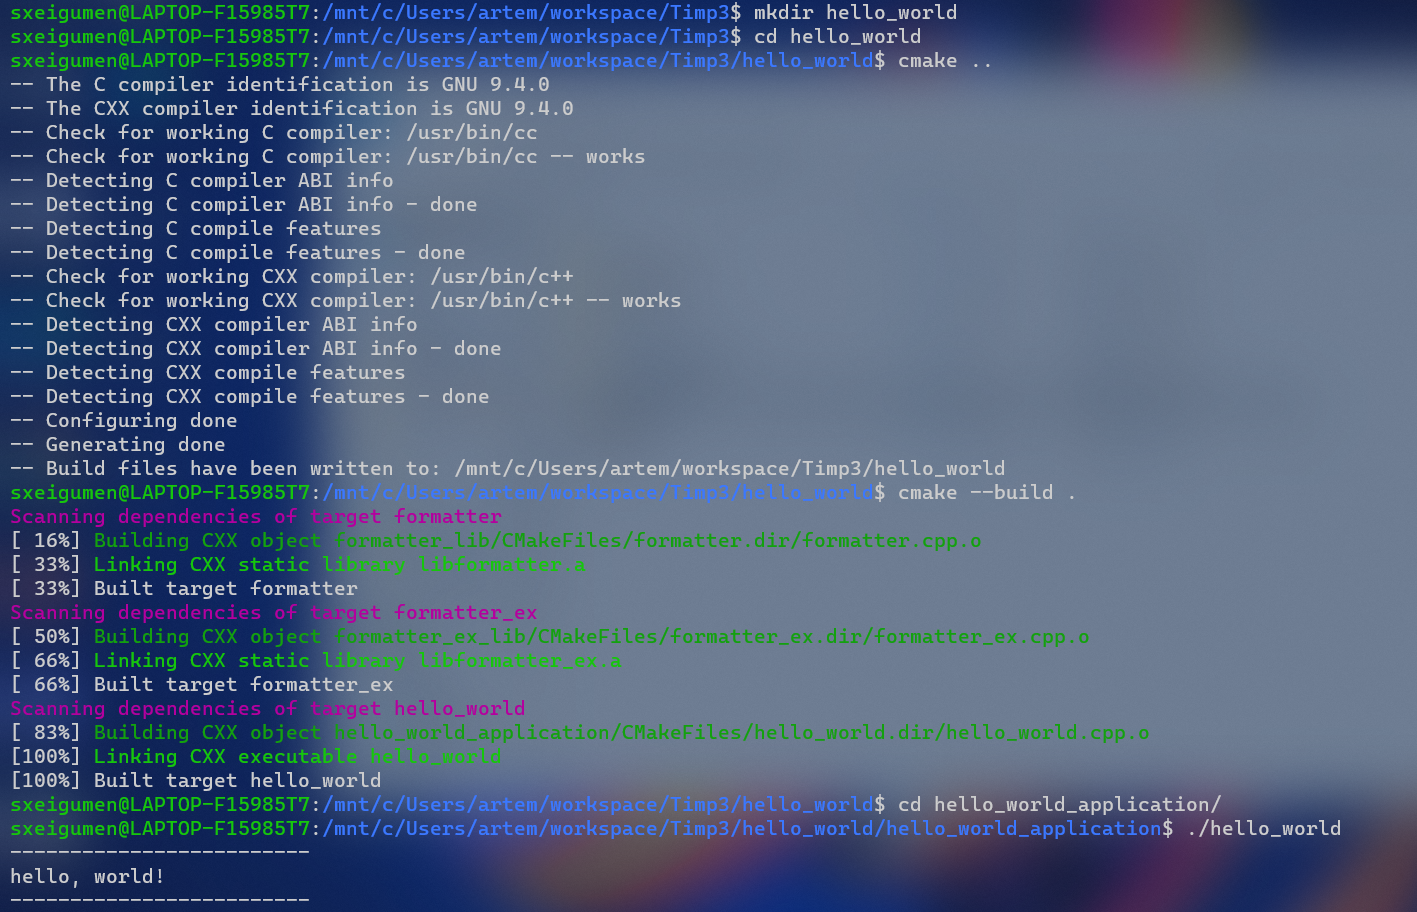 sxeigumen@LAPTOP-F15985T7:/mnt/c/Users/artem/workspace/Timp3$ mkdir hello_world
sxeigumen@LAPTOP-F15985T7:/mnt/c/Users/artem/workspace/Timp3$ cd hello_world
sxeigumen@LAPTOP-F15985T7:/mnt/c/Users/artem/workspace/Timp3/hello_world$ cmake ..
-- The C compiler identification is GNU 9.4.0
-- The CXX compiler identification is GNU 9.4.0
-- Check for working C compiler: /usr/bin/cc
-- Check for working C compiler: /usr/bin/cc -- works
-- Detecting C compiler ABI info
-- Detecting C compiler ABI info - done
-- Detecting C compile features
-- Detecting C compile features - done
-- Check for working CXX compiler: /usr/bin/c++
-- Check for working CXX compiler: /usr/bin/c++ -- works
-- Detecting CXX compiler ABI info
-- Detecting CXX compiler ABI info - done
-- Detecting CXX compile features
-- Detecting CXX compile features - done
-- Configuring done
-- Generating done
-- Build files have been written to: /mnt/c/Users/artem/workspace/Timp3/hello_world
sxeigumen@LAPTOP-F15985T7:/mnt/c/Users/artem/workspace/Timp3/hello_world$ cmake --build .
Scanning dependencies of target formatter
[ 16%] Building CXX object formatter_lib/CMakeFiles/formatter.dir/formatter.cpp.o
[ 33%] Linking CXX static library libformatter.a
[ 33%] Built target formatter
Scanning dependencies of target formatter_ex
[ 50%] Building CXX object formatter_ex_lib/CMakeFiles/formatter_ex.dir/formatter_ex.cpp.o
[ 66%] Linking CXX static library libformatter_ex.a
[ 66%] Built target formatter_ex
Scanning dependencies of target hello_world
[ 83%] Building CXX object hello_world_application/CMakeFiles/hello_world.dir/hello_world.cpp.o
[100%] Linking CXX executable hello_world
[100%] Built target hello_world
sxeigumen@LAPTOP-F15985T7:/mnt/c/Users/artem/workspace/Timp3/hello_world$ cd hello_world_application/
sxeigumen@LAPTOP-F15985T7:/mnt/c/Users/artem/workspace/Timp3/hello_world/hello_world_application$ ./hello_world
-------------------------
hello, world!
-------------------------